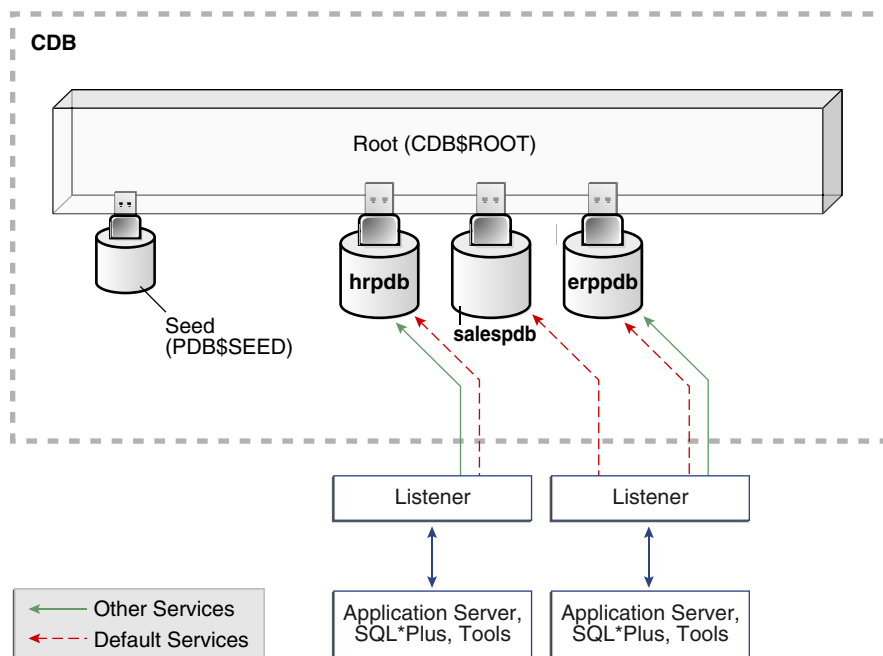 CDB
Root (CDB$ROOT)
hrpdb
erppdb
salespdb
Seed
(PDB$SEED)
Listener
Listener
Application Server,
SQL*Plus, Tools
Application Server,
SQL*Plus, Tools
Other Services
Default Services